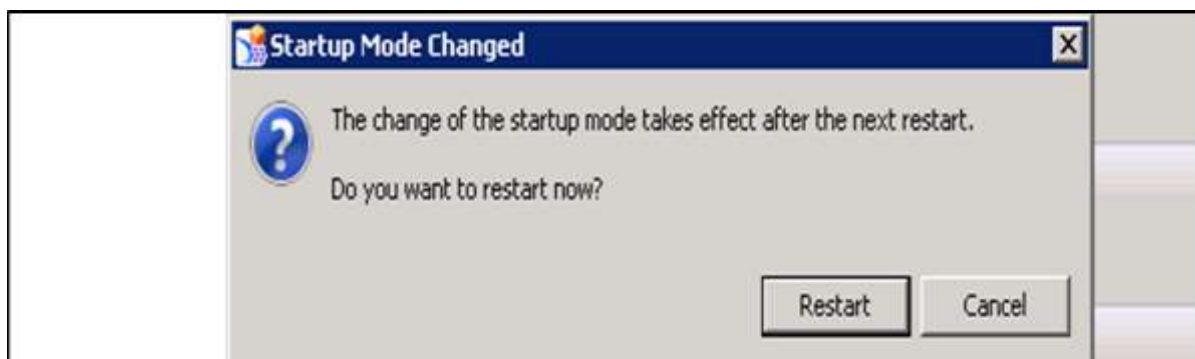 Startup Mode Changed
The change of the startup mode takes effect after the next restart.
Do you want to restart now?
Restart Cancel